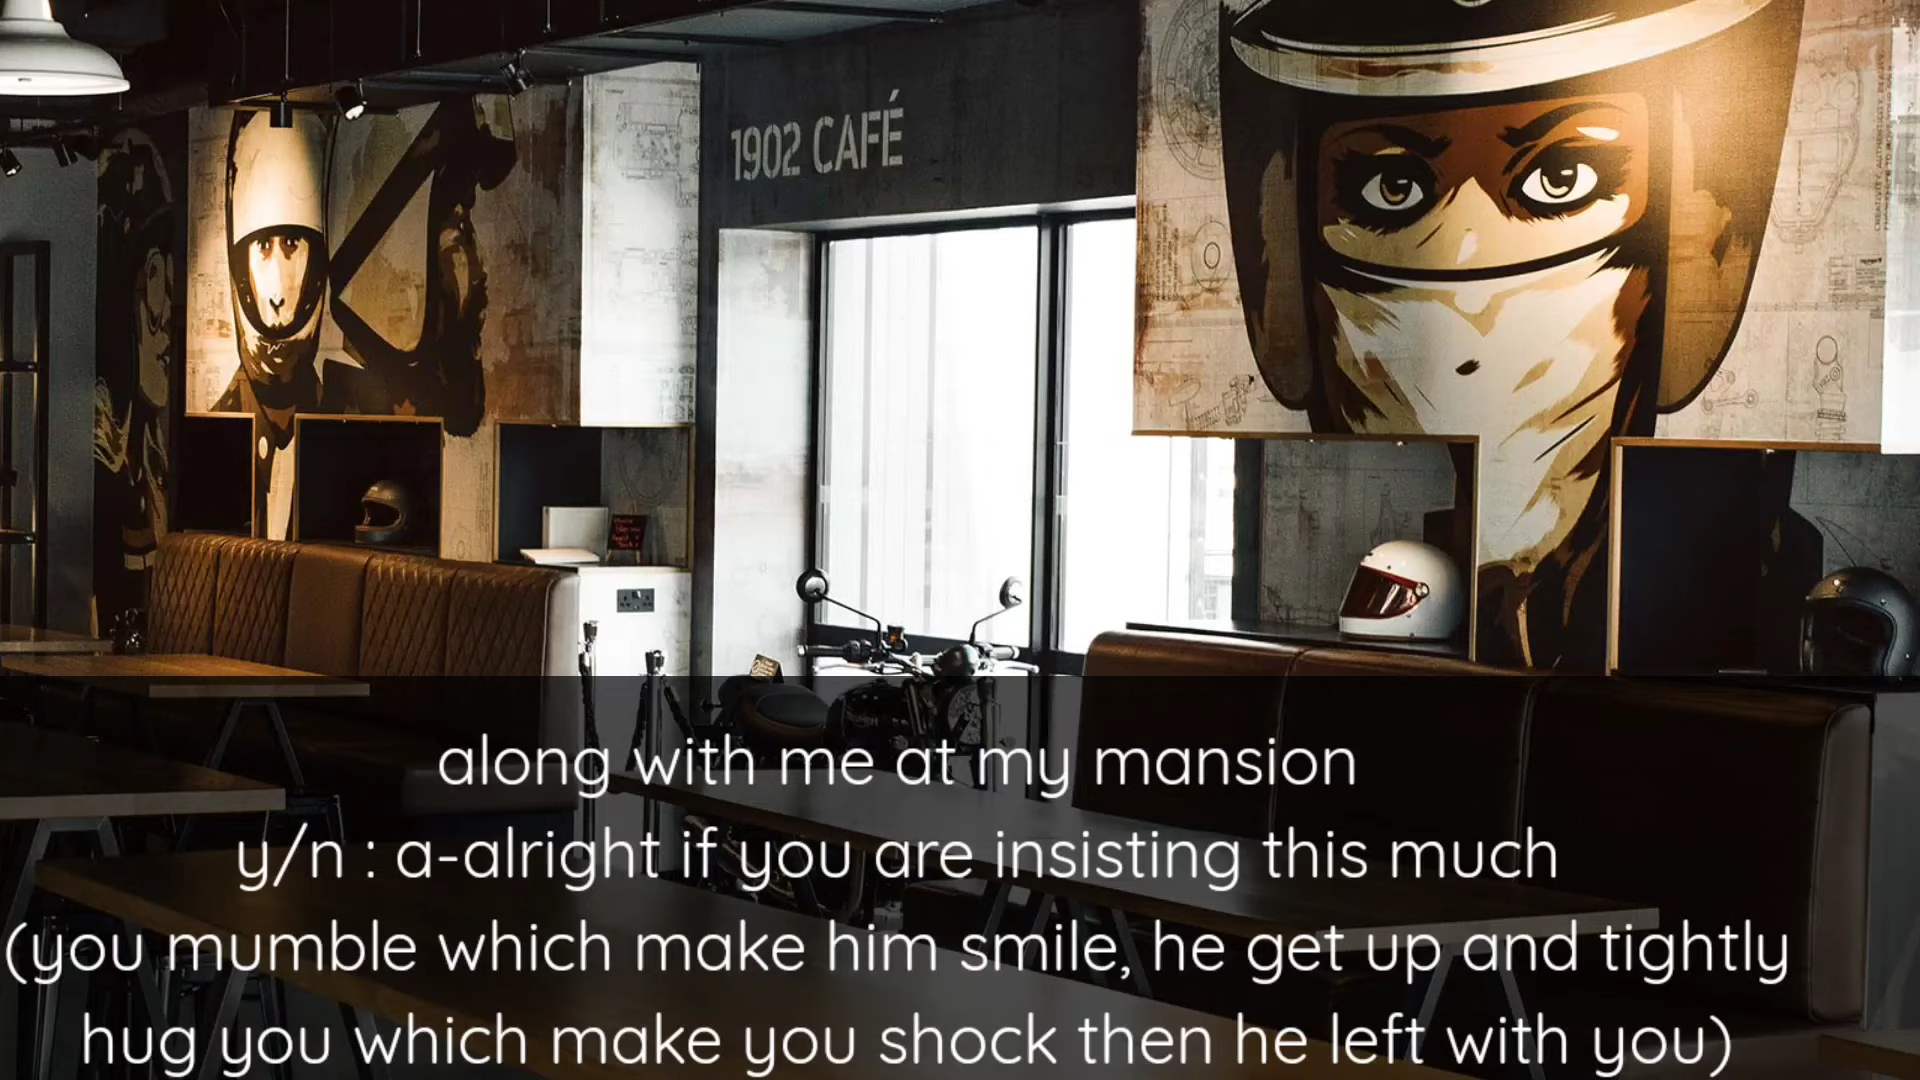 1902 CAFÉ
along with me at my mansion
y/n : a-alright if you are insisting this much
(you mumble which make him smile, he get up and tightly
hug you which make you shock then he left with you)